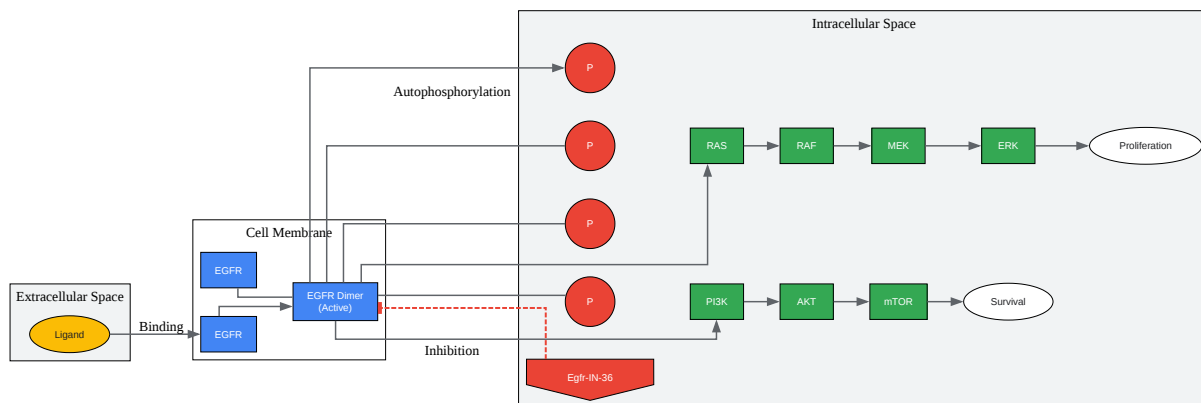 Intracellular Space
P
Autophosphorylation
P
RAS
RAF
MEK
ERK
Proliferation
P
Cell Membrane
EGFR
Extracellular Space
EGFR Dimer
(Active)
P
PI3K
AKT
mTOR
Survival
Ligand
Binding
EGFR
Inhibition
Egfr-IN-36